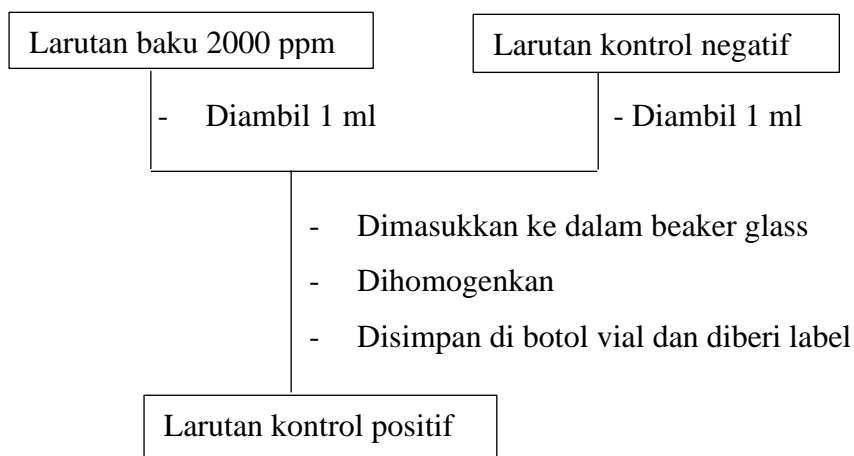 Larutan baku 2000 ppm
Larutan kontrol negatif
- Diambil 1 ml
- Diambil 1 ml
- Dimasukkan ke dalam beaker glass
- Dihomogenkan
- Disimpan di botol vial dan diberi label
Larutan kontrol positif